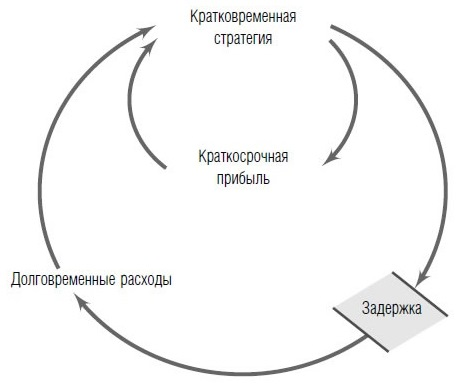 Кратковременная
стратегия
Краткосрочная
прибыль
Долговременные расходы
Задержка